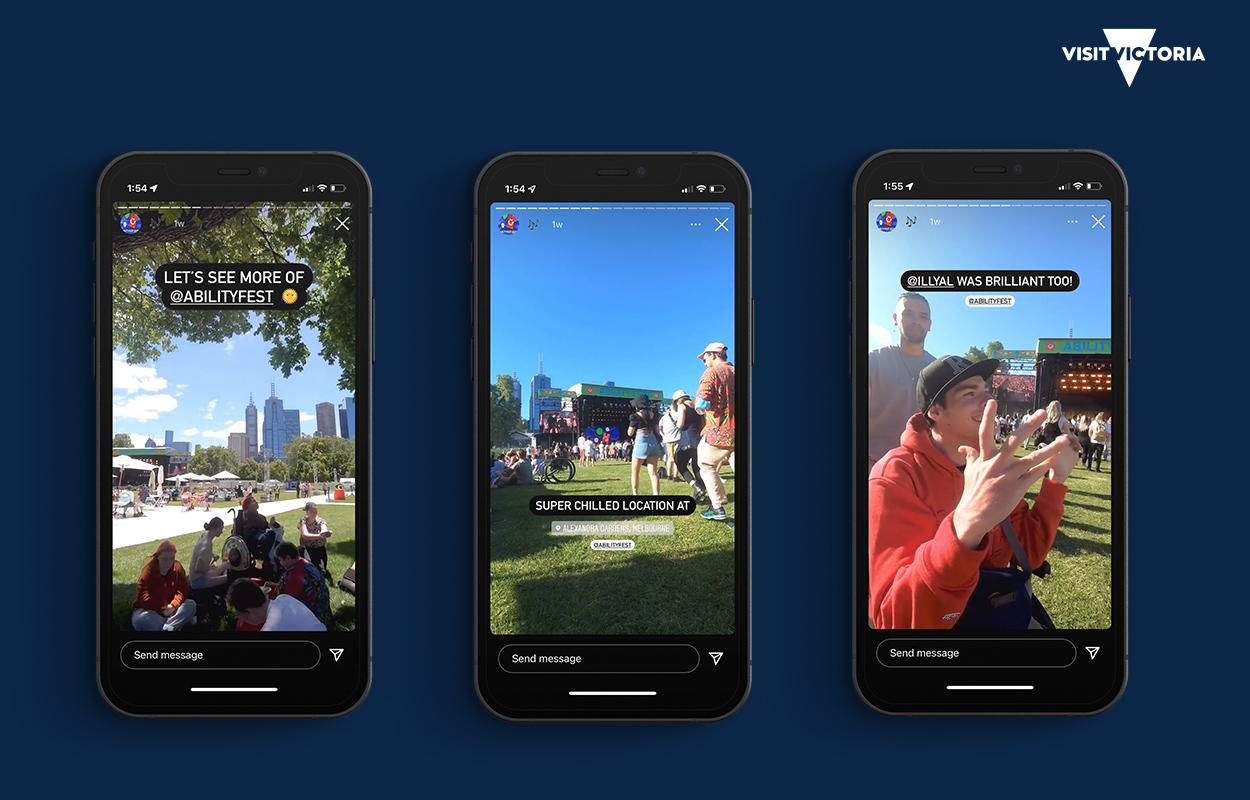 VISIT VICTORIA
1:54
1w
LET'S SEE MORE OF
@ABILITYFEST
Send message
1:54
1w
SUPER CHILLED LOCATION AT
ALEXANDRA GARDENS, MELBOURNE
@ABILITYFEST
Send message
1:55
1w
@ILLYAL WAS BRILLIANT TOO!
@ABILITYFEST
ABILITY
Send message